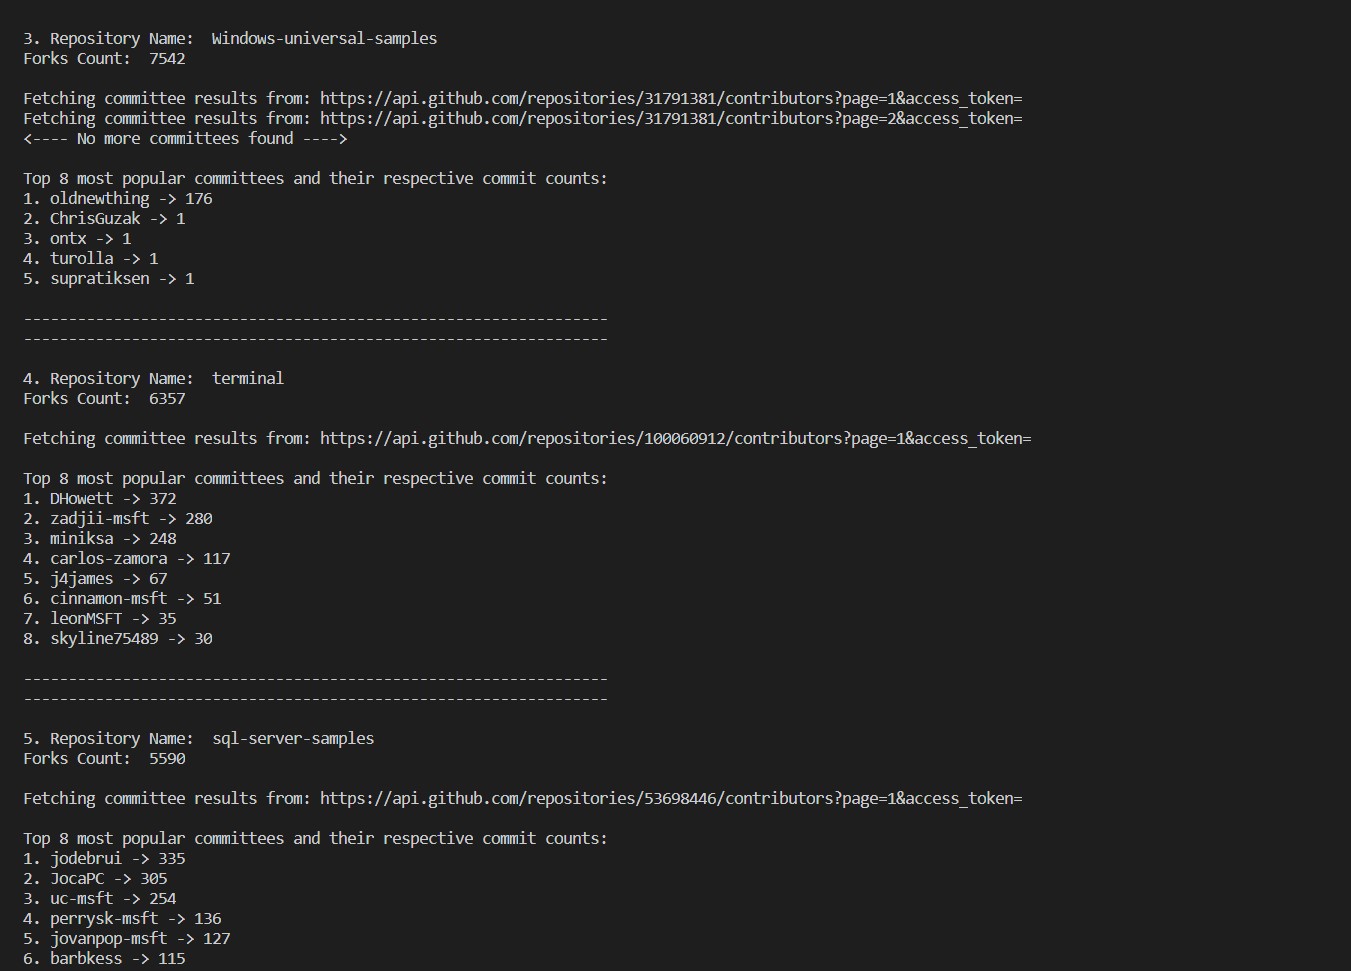 3. Repository Name:  Windows-universal-samples
Forks Count:  7542
Fetching committee results from: https://api.github.com/repositories/31791381/contributors?page=1&access_token=
Fetching committee results from: https://api.github.com/repositories/31791381/contributors?page=2&access_token=
<---- No more committees found ---->
Top 8 most popular committees and their respective commit counts:
1. oldnewthing -> 176
2. ChrisGuzak -> 1
3. ontx -> 1
4. turolla -> 1
5. supratiksen -> 1
-----------------------------------------------------------------
-----------------------------------------------------------------
4. Repository Name:  terminal
Forks Count:  6357
Fetching committee results from: https://api.github.com/repositories/100060912/contributors?page=1&access_token=
Top 8 most popular committees and their respective commit counts:
1. DHowett -> 372
2. zadjii-msft -> 280
3. miniksa -> 248
4. carlos-zamora -> 117
5. j4james -> 67
6. cinnamon-msft -> 51
7. leonMSFT -> 35
8. skyline75489 -> 30
-----------------------------------------------------------------
-----------------------------------------------------------------
5. Repository Name:  sql-server-samples
Forks Count:  5590
Fetching committee results from: https://api.github.com/repositories/53698446/contributors?page=1&access_token=
Top 8 most popular committees and their respective commit counts:
1. jodebrui -> 335
2. JocaPC -> 305
3. uc-msft -> 254
4. perrysk-msft -> 136
5. jovanpop-msft -> 127
6. barbkess -> 115